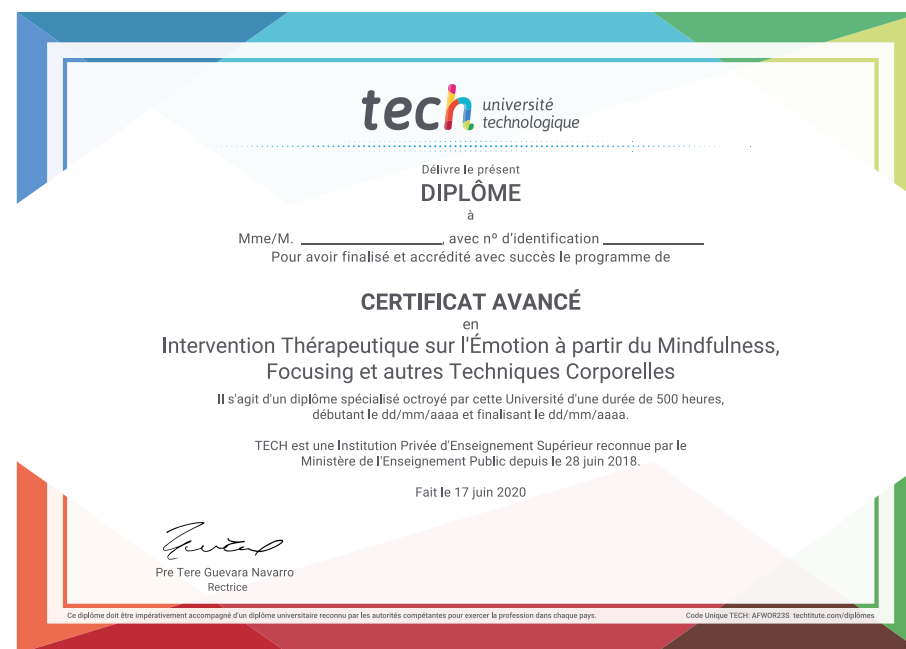 tech université
technologique
Délivre le présent
DIPLÔME
à
Mme/M. ____________________, avec nº d'identification ______________
Pour avoir finalisé et accrédité avec succès le programme de
CERTIFICAT AVANCÉ
en
Intervention Thérapeutique sur l'Émotion à partir du Mindfulness,
Focusing et autres Techniques Corporelles
Il s'agit d'un diplôme spécialisé octroyé par cette Université d'une durée de 500 heures,
débutant le dd/mm/aaaa et finalisant le dd/mm/aaaa.
TECH est une Institution Privée d'Enseignement Supérieur reconnue par le
Ministère de l'Enseignement Public depuis le 28 juin 2018.
Fait le 17 juin 2020
Pre Tere Guevara Navarro
Rectrice
Ce diplôme doit être impérativement accompagné d'un diplôme universitaire reconnu par les autorités compétantes pour exercer la profession dans chaque pays.
Code Unique TECH: AFWOR23S techtitute.com/diplômes